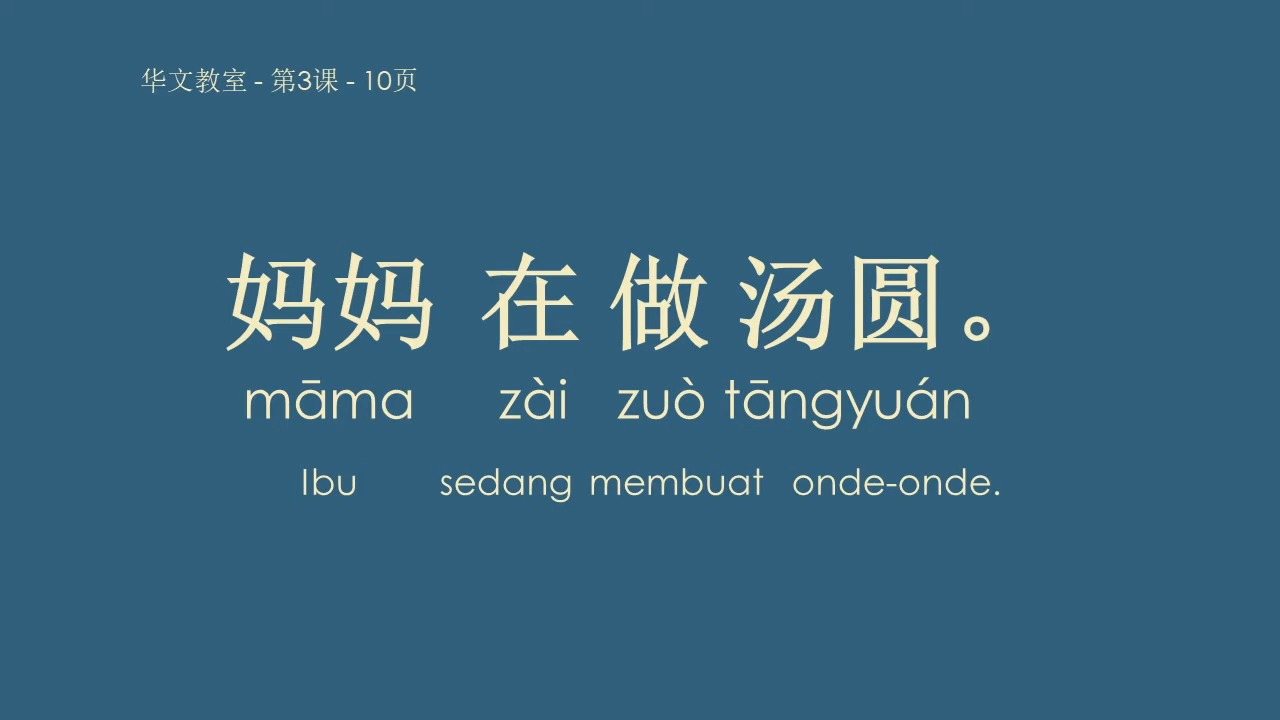 华文教室 - 第3课 - 10页
妈妈 在 做 汤圆。
māma zài zuò tāngyuán
Ibu sedang membuat onde-onde.